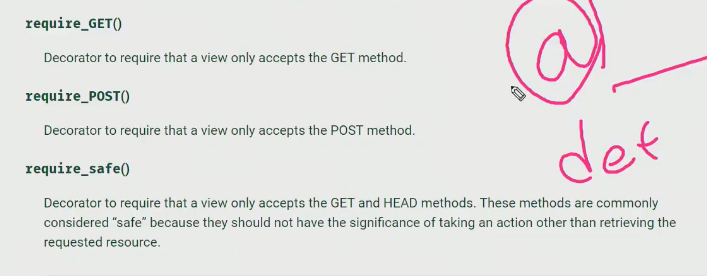 require_GET()
Decorator to require that a view only accepts the GET method.
require_POST()
Decorator to require that a view only accepts the POST method.
require_safe()
Decorator to require that a view only accepts the GET and HEAD methods. These methods are commonly
considered “safe” because they should not have the significance of taking an action other than retrieving the
requested resource.
@
def